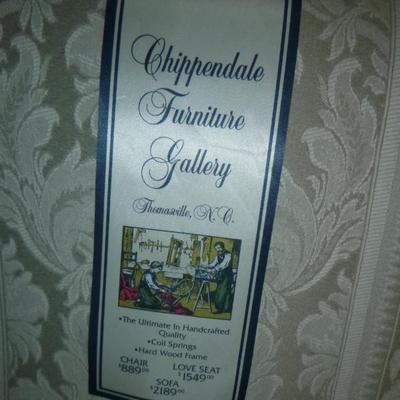 Chippendale
Furniture
Gallery
Thomasville, N.C.
•The Ultimate In Handcrafted
Quality
•Coil Springs
•Hard Wood Frame
CHAIR LOVE SEAT
$889.00 $1549.00
SOFA
$2189.00